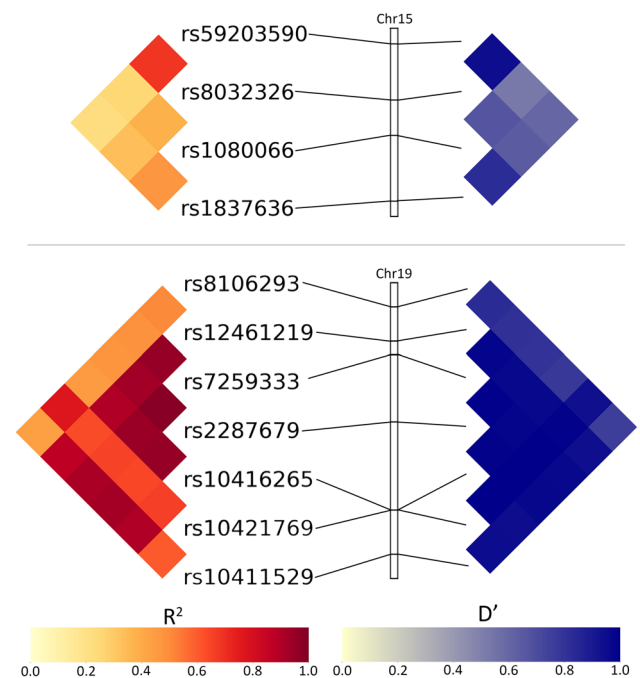 Chr15
rs59203590
rs8032326
rs1080066
rs1837636
Chr19
rs8106293
rs12461219
rs7259333
rs2287679
rs10416265
rs10421769
rs10411529
R² D’
0.0 0.2 0.4 0.6 0.8 1.0 0.0 0.2 0.4 0.6 0.8 1.0